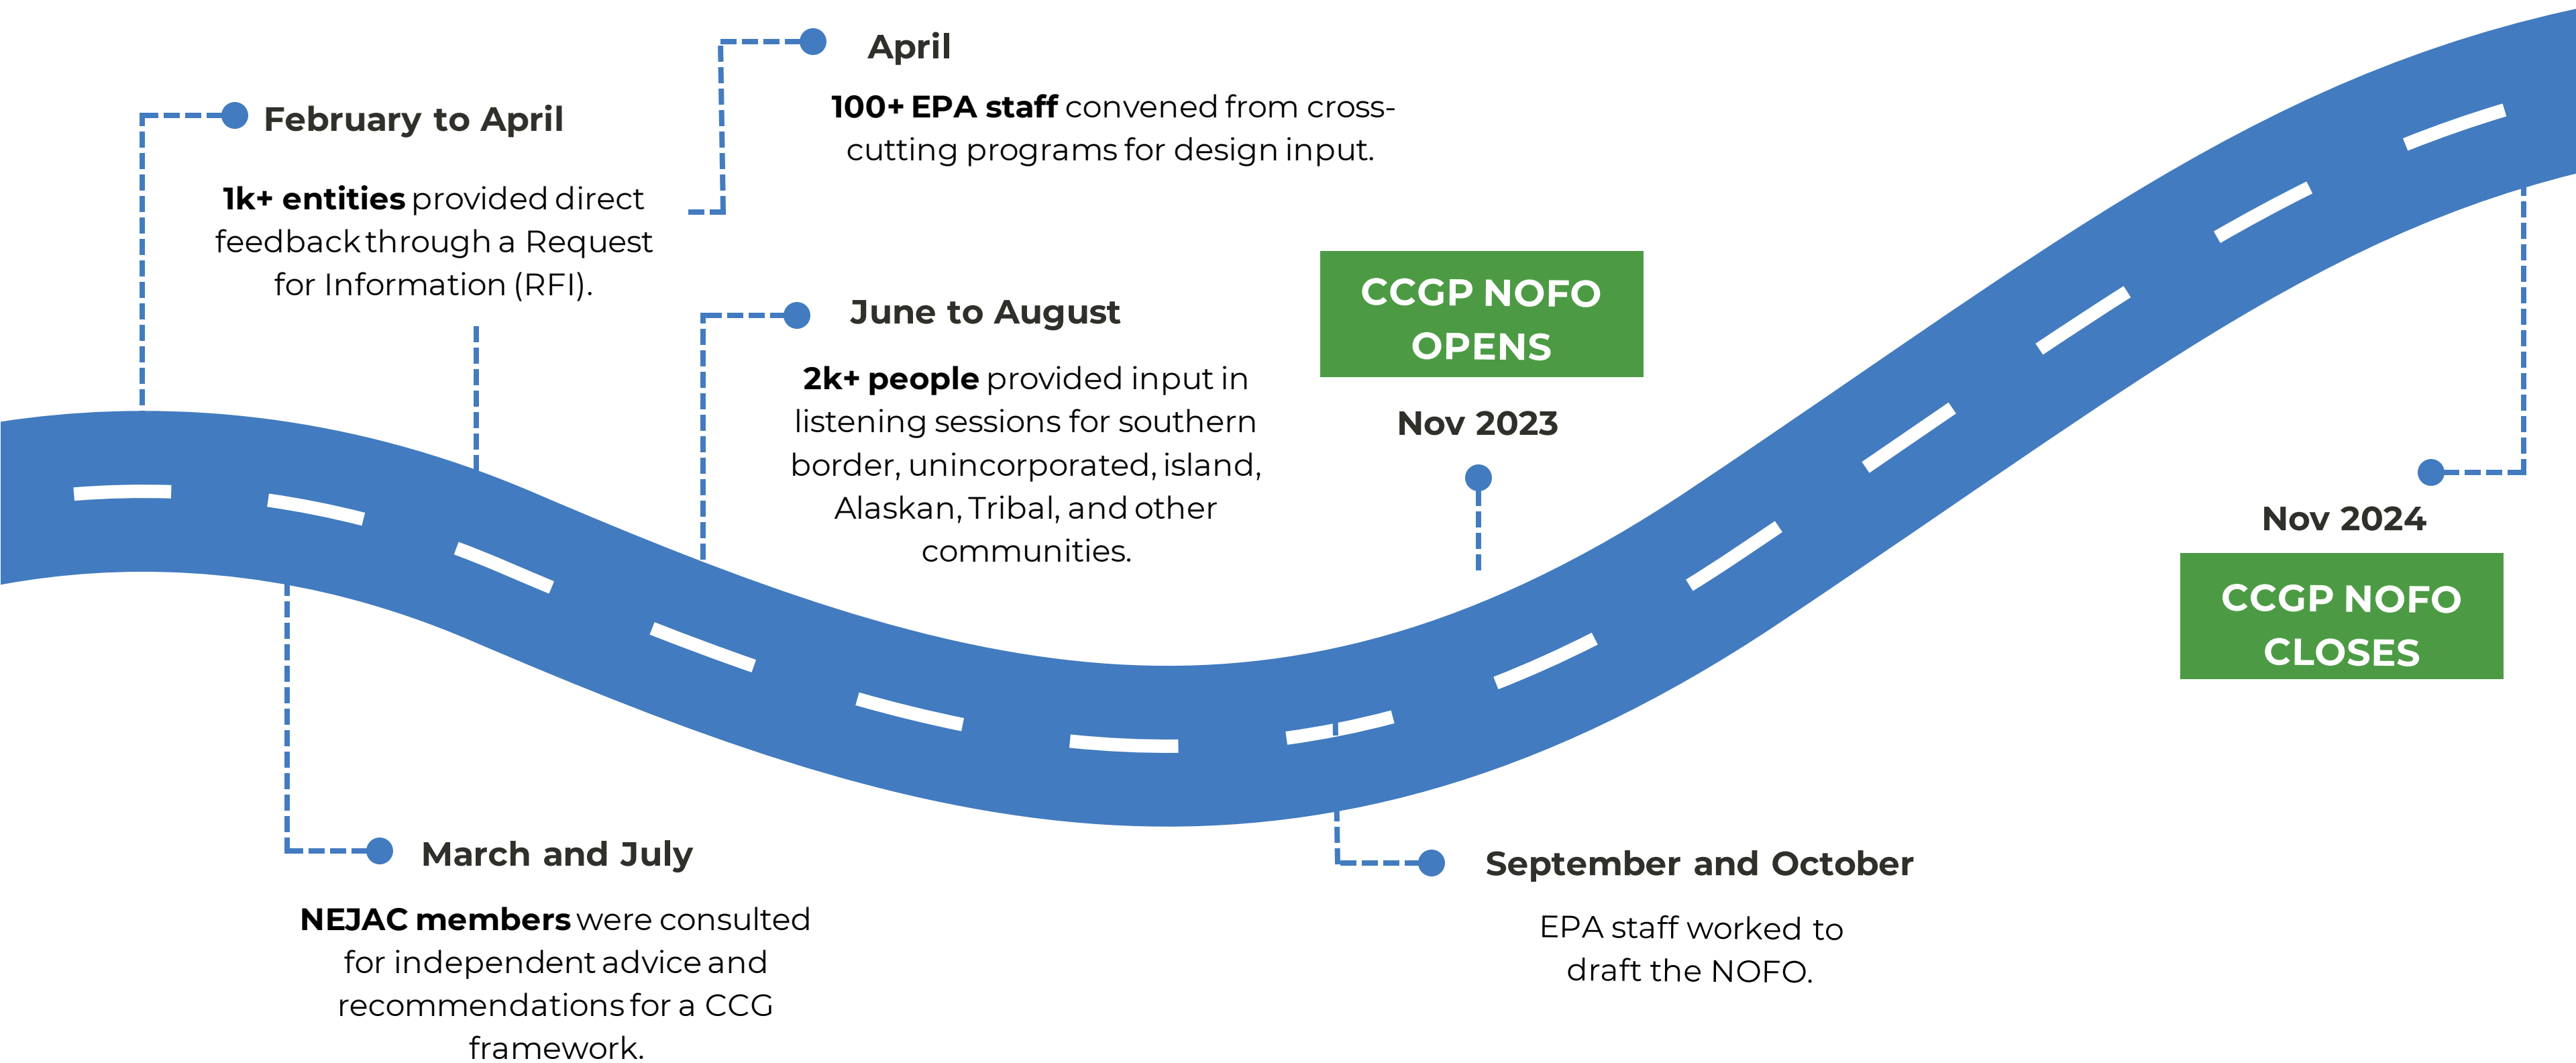 February to April
1k+ entities provided direct
feedback through a Request
for Information (RFI).
April
100+ EPA staff convened from cross-
cutting programs for design input.
June to August
2k+ people provided input in
listening sessions for southern
border, unincorporated, island,
Alaskan, Tribal, and other
communities.
CCGP NOFO
OPENS
Nov 2023
Nov 2024
CCGP NOFO
CLOSES
March and July
NEJAC members were consulted
for independent advice and
recommendations for a CCG
framework.
September and October
EPA staff worked to
draft the NOFO.